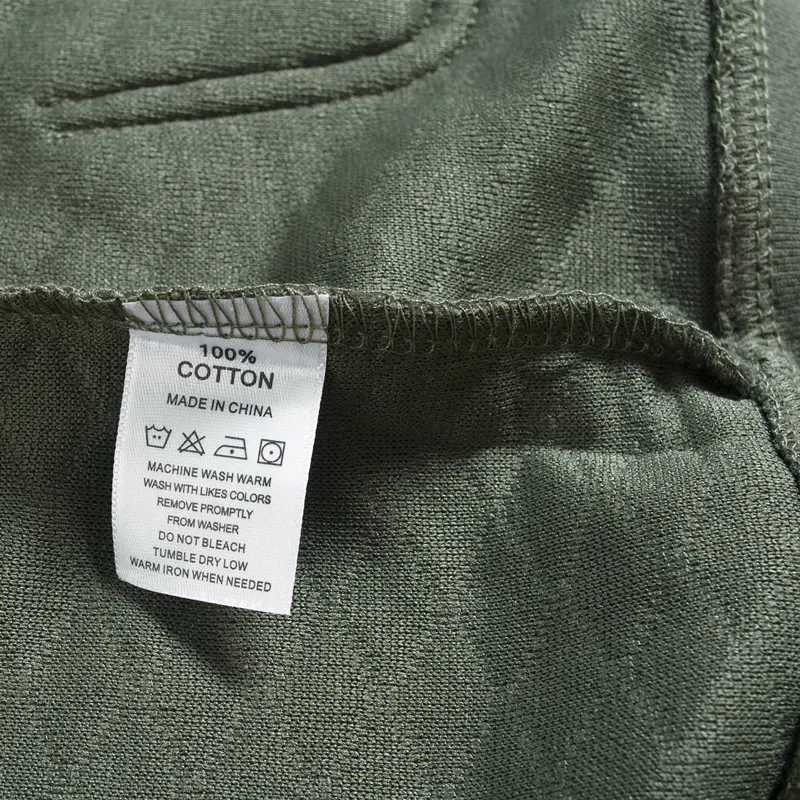 100%
COTTON
MADE IN CHINA
MACHINE WASH WARM
WASH WITH LIKES COLORS
REMOVE PROMPTLY
FROM WASHER
DO NOT BLEACH
TUMBLE DRY LOW
WARM IRON WHEN NEEDED